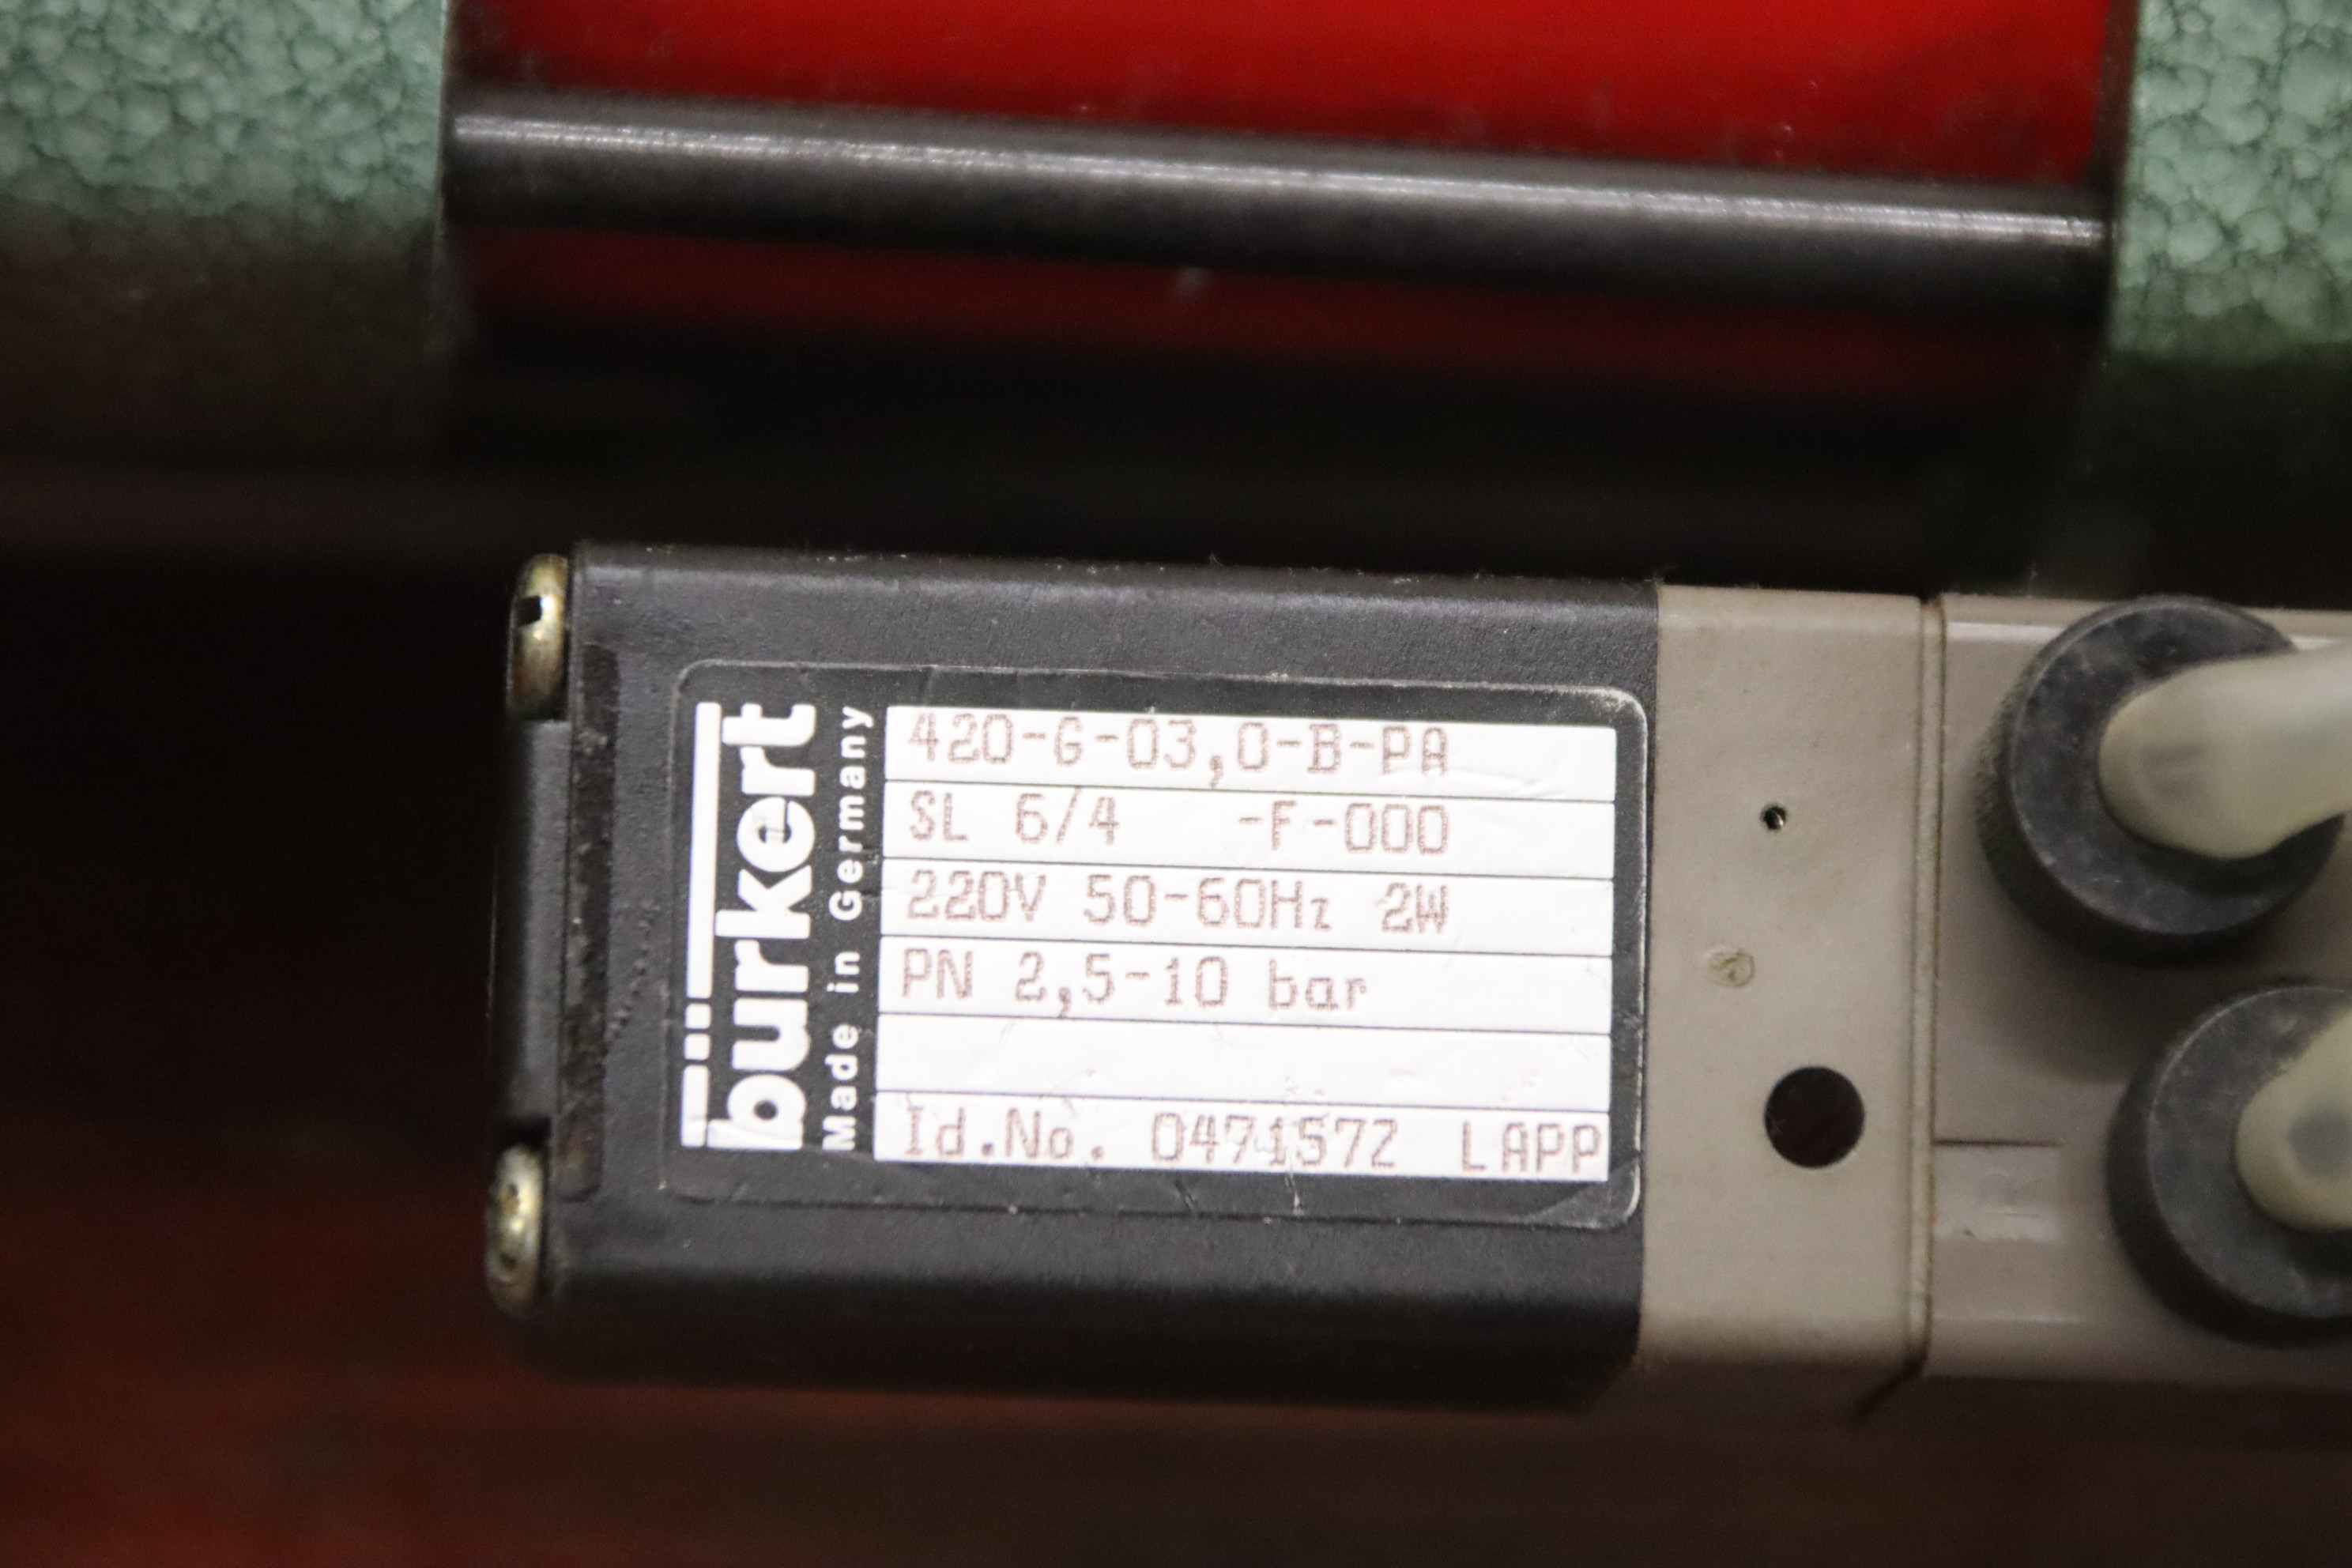 bürkert
Made in Germany
420-G-03,0-B-PA
SL 6/4 -F-000
220V 50-60Hz 2W
PN 2,5-10 bar
Id.No. 0471572 LAPP